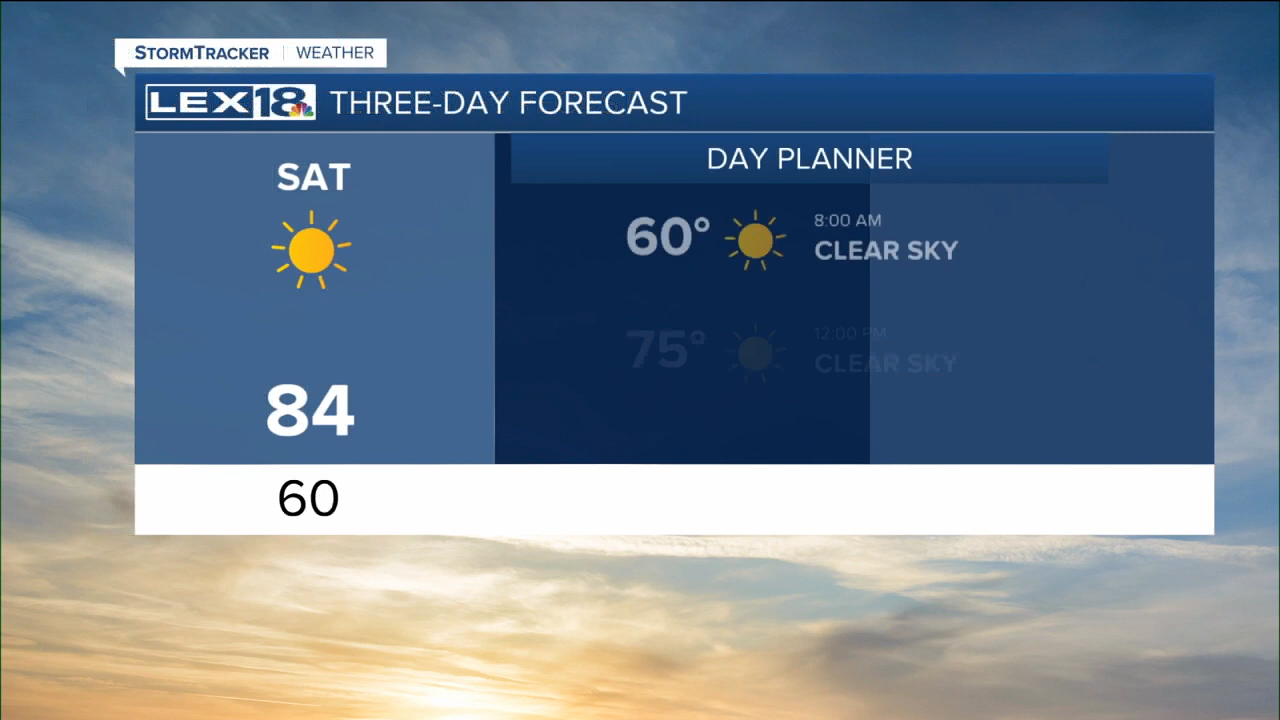 STORMTRACKER | WEATHER
LEX18 THREE-DAY FORECAST
SAT
84
60
DAY PLANNER
60°
8:00 AM
CLEAR SKY
75°
12:00 PM
CLEAR SKY